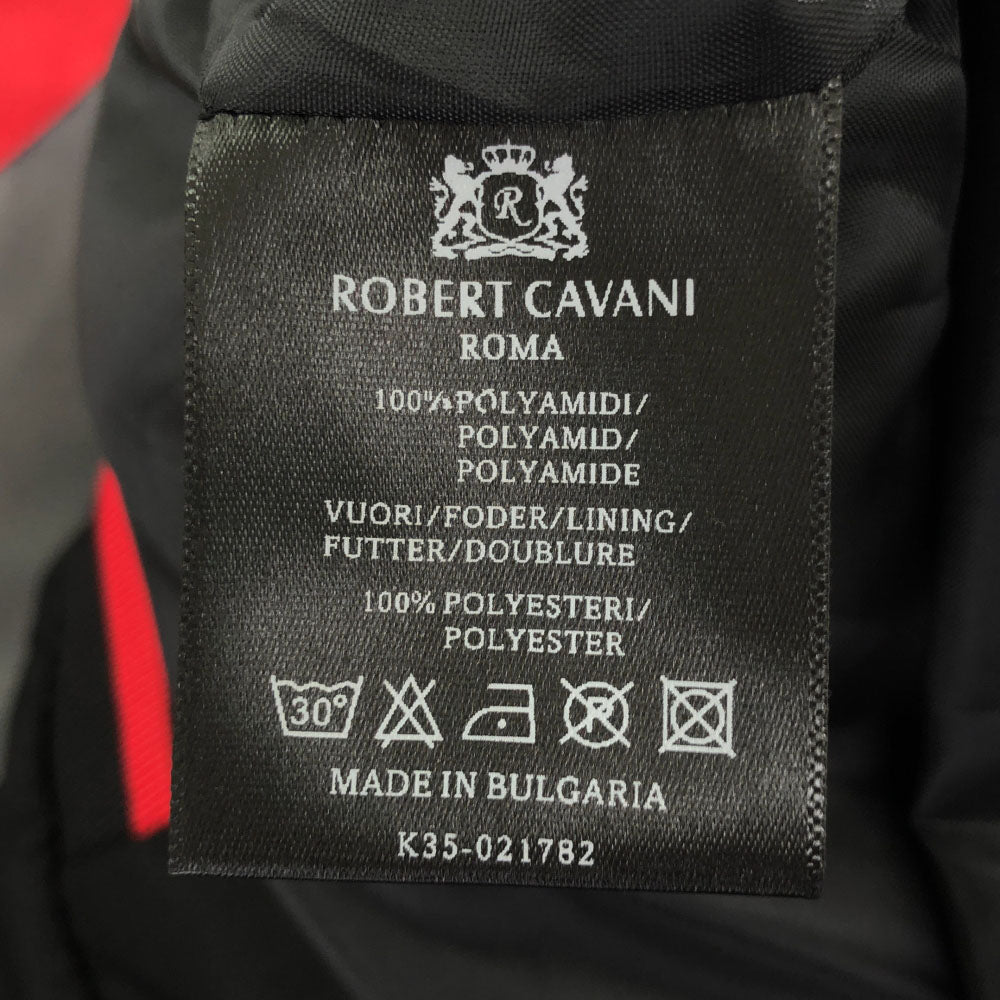 R
ROBERT CAVANI
ROMA
100% POLYAMIDI/
POLYAMID/
POLYAMIDE
VUORI/FODER/LINING/
FUTTER/DOUBLURE
100% POLYESTERI/
POLYESTER
30° P
MADE IN BULGARIA
K35-021782